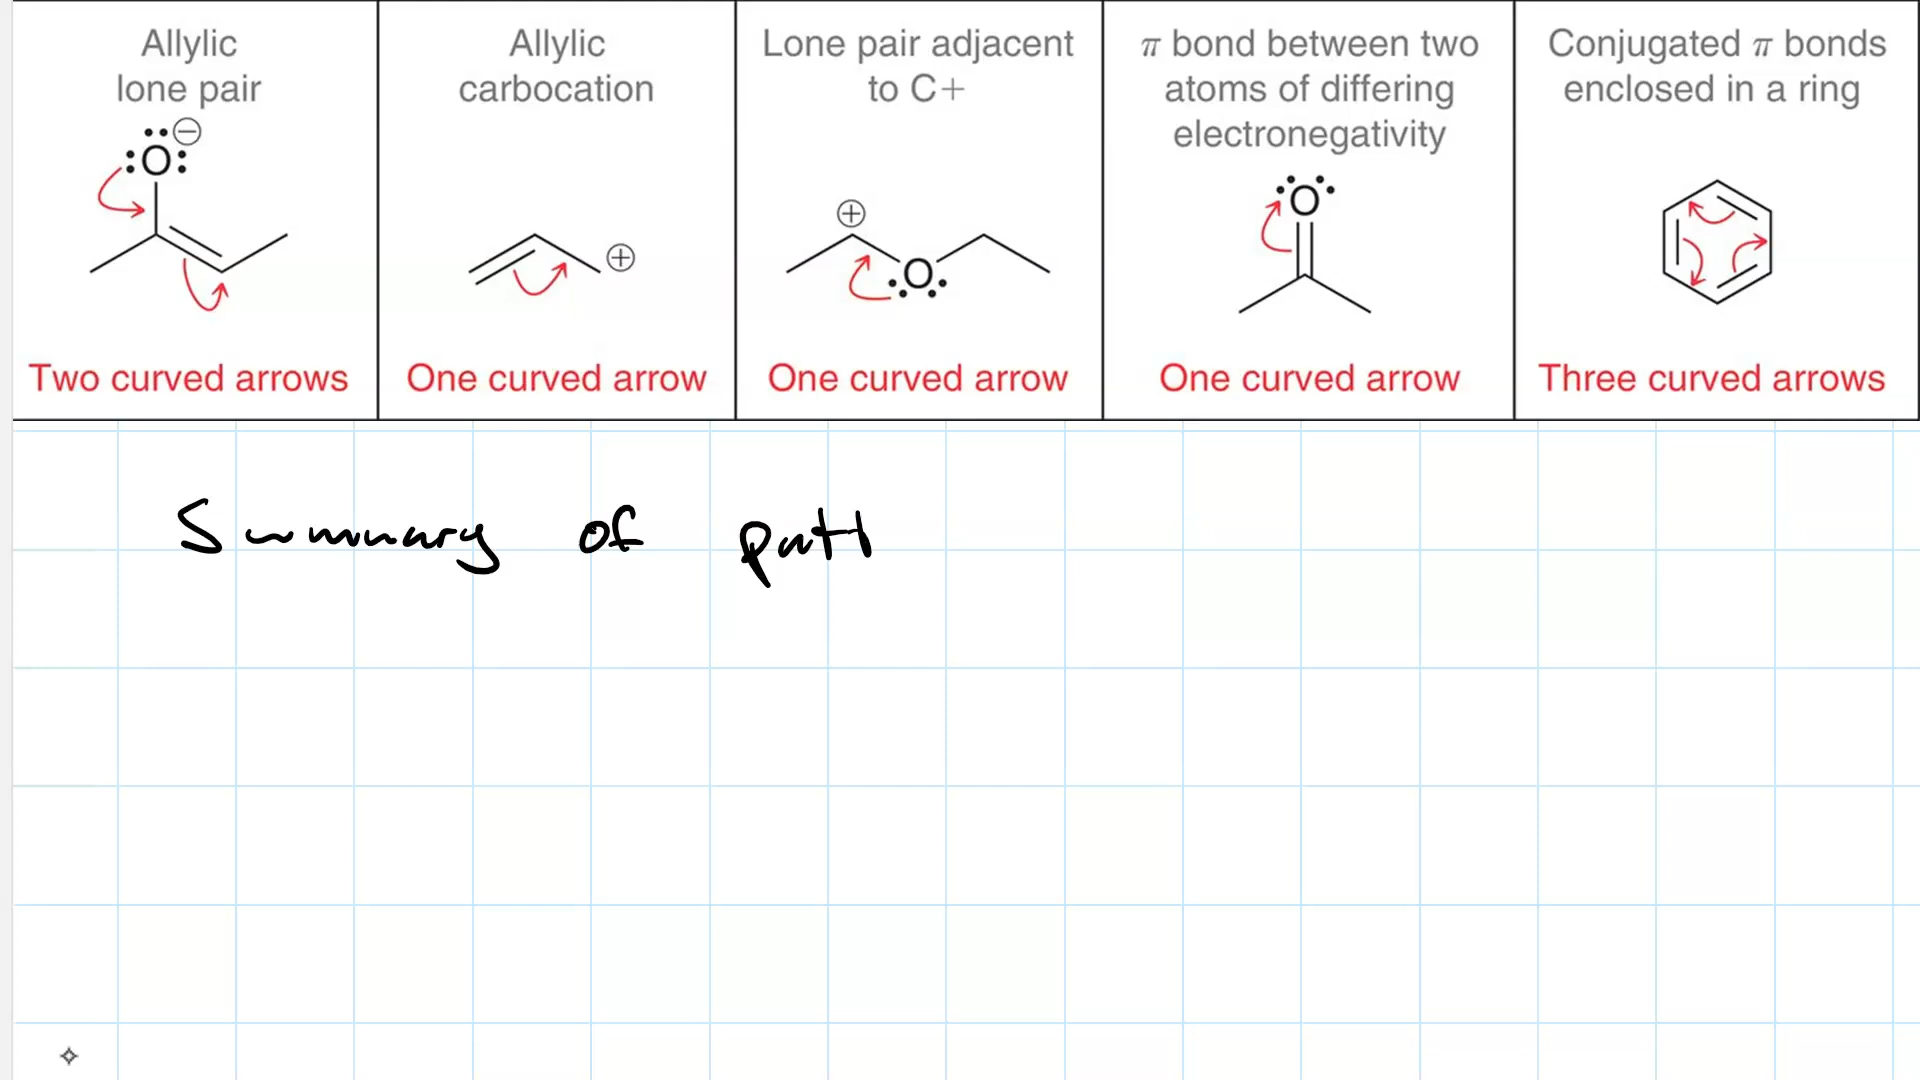 Allylic
lone pair
Allylic
carbocation
Lone pair adjacent
to C+
π bond between two
atoms of differing
electronegativity
Conjugated π bonds
enclosed in a ring
⊖
:O:
⊕
⊕
O
O
Two curved arrows
One curved arrow
One curved arrow
One curved arrow
Three curved arrows
Summary of patt